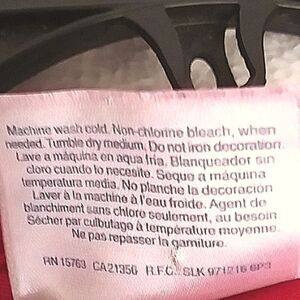 Machine wash cold. Non-chlorine bleach, when
needed. Tumble dry medium. Do not iron decoration.
Lave a máquina en aqua fria. Blanqueador sin
cloro cuando lo necesite. Seque a máquina
temperatura media. No planche la decoración
Laver à la machine à l'eau froide. Agent de
blanchiment sans chlore seulement, au besoin
Sécher par culbutage à température moyenne.
Ne pas repasser la garniture.
RN 15763 CA 21356 R.F.C.: SLK 971216 6P3